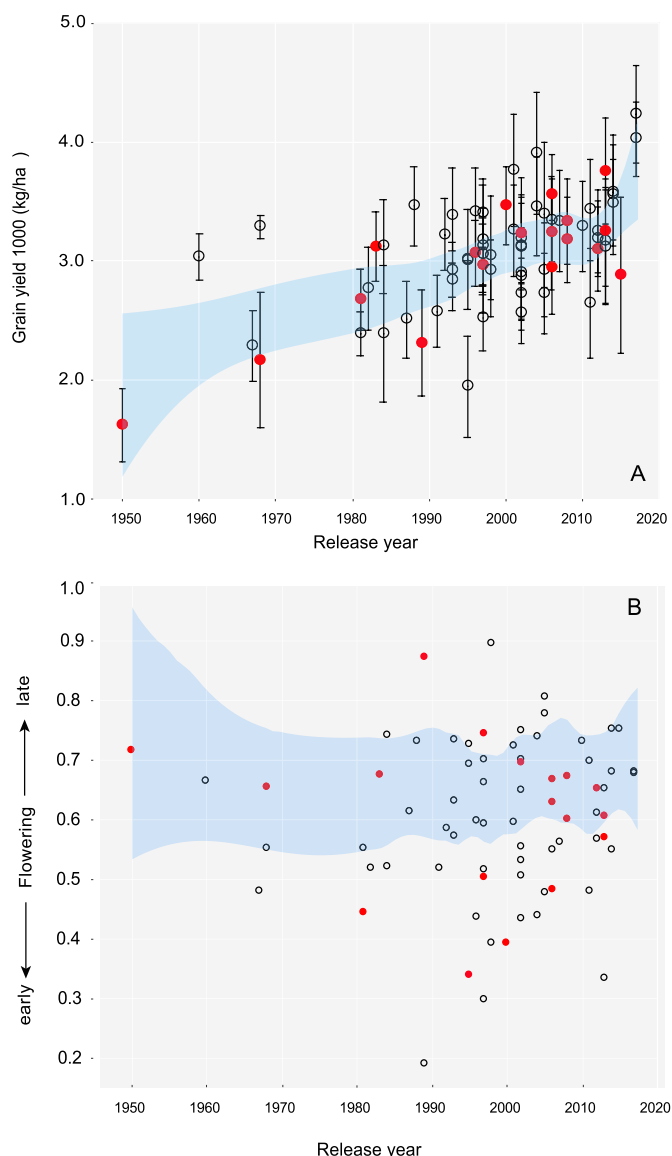 5.0
4.0
3.0
2.0
1.0
Grain yield 1000 (kg/ha )
A
1950 1960 1970 1980 1990 2000 2010 2020
Release year
1.0
0.9
0.8
0.7
0.6
0.5
0.4
0.3
0.2
early Flowering late
B
1950 1960 1970 1980 1990 2000 2010 2020
Release year